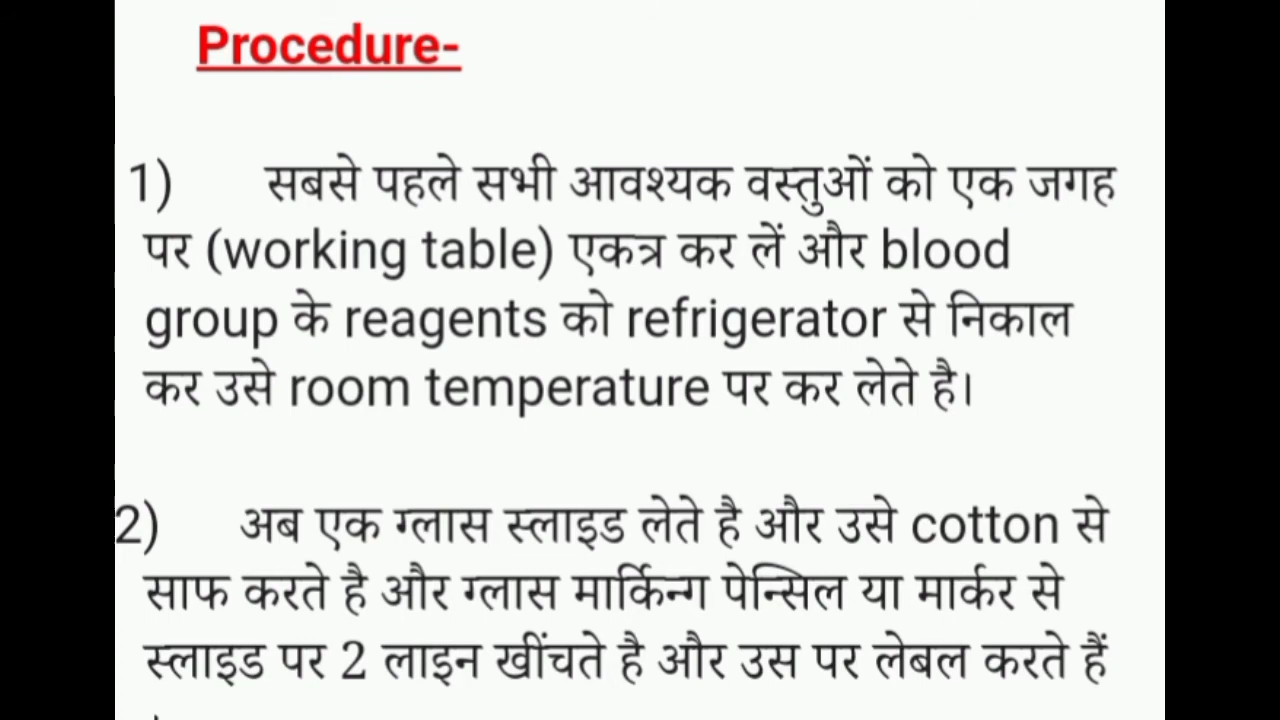 Procedure-
1) सबसे पहले सभी आवश्यक वस्तुओं को एक जगह
पर (working table) एकत्र कर लें और blood
group के reagents को refrigerator से निकाल
कर उसे room temperature पर कर लेते है।
2) अब एक ग्लास स्लाइड लेते है और उसे cotton से
साफ करते है और ग्लास मार्किन्ग पेन्सिल या मार्कर से
स्लाइड पर 2 लाइन खींचते है और उस पर लेबल करते हैं